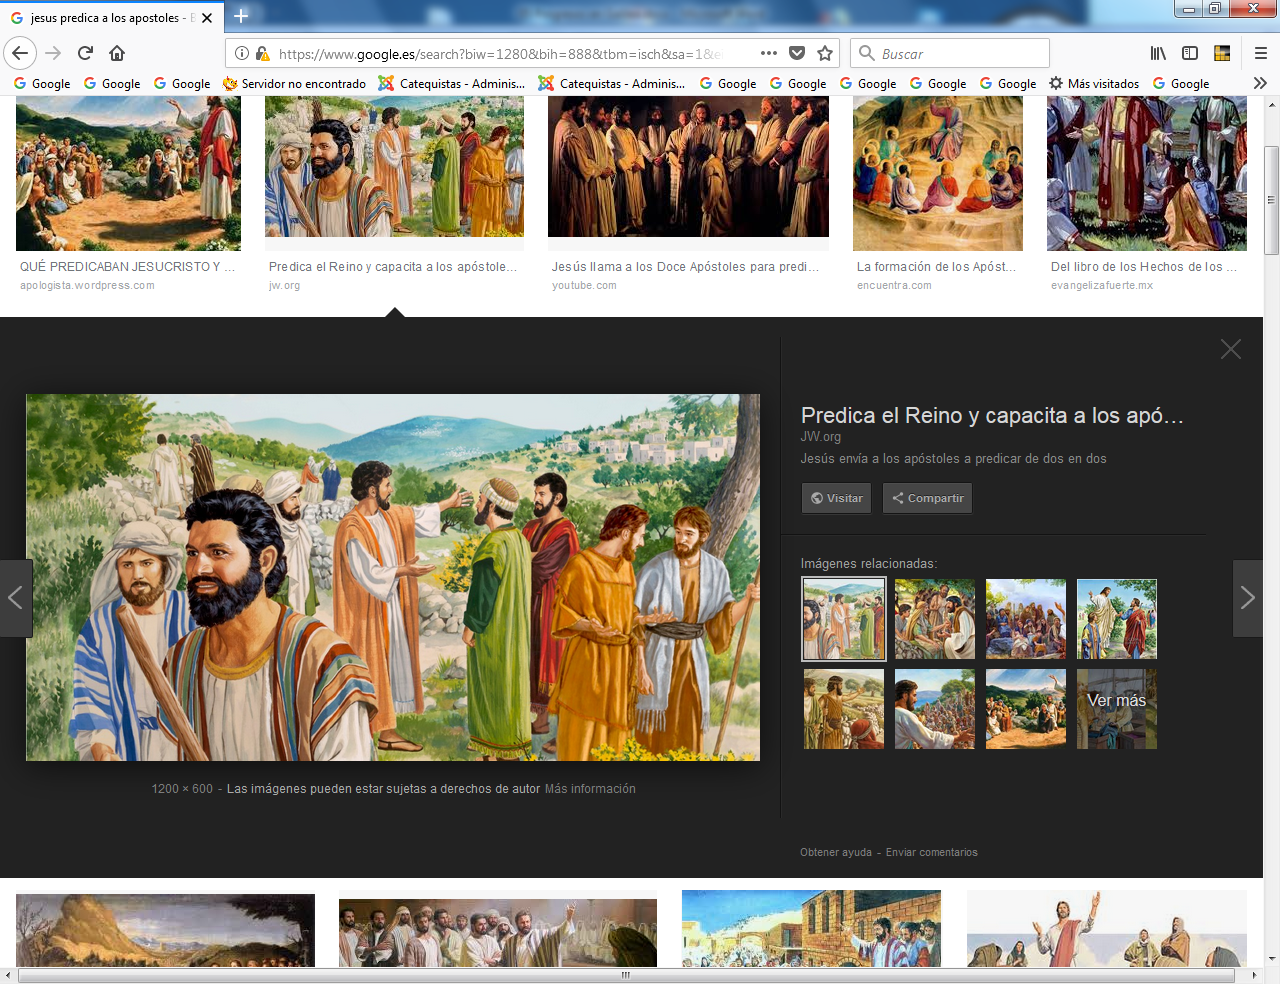 jesus predica a los apostoles - B
https://www.google.es/search?biw=1280&bih=888&tbm=isch&sa=1&e
Buscar
Google
Google
Google
Servidor no encontrado
Catequistas - Adminis...
Catequistas - Adminis...
Google
Google
Google
Google
Google
Más visitados
Google
QUÉ PREDICABAN JESUCRISTO Y ...
apologista.wordpress.com
Predica el Reino y capacita a los apóstole...
jw.org
Jesús llama a los Doce Apóstoles para predi...
youtube.com
La formación de los Apóst...
encuentra.com
Del libro de los Hechos de los ...
evangelizafuerte.mx
Predica el Reino y capacita a los apó...
JW.org
Jesús envía a los apóstoles a predicar de dos en dos
Visitar
Compartir
Imágenes relacionadas:
Ver más
1200 × 600 - Las imágenes pueden estar sujetas a derechos de autor Más información
Obtener ayuda - Enviar comentarios